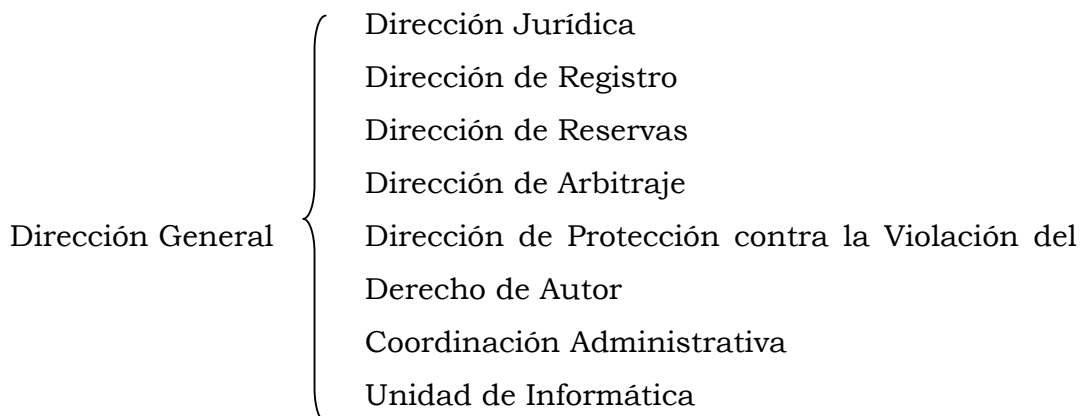 Dirección Jurídica
Dirección de Registro
Dirección de Reservas
Dirección de Arbitraje
Dirección General
Dirección de Protección contra la Violación del
Derecho de Autor
Coordinación Administrativa
Unidad de Informática